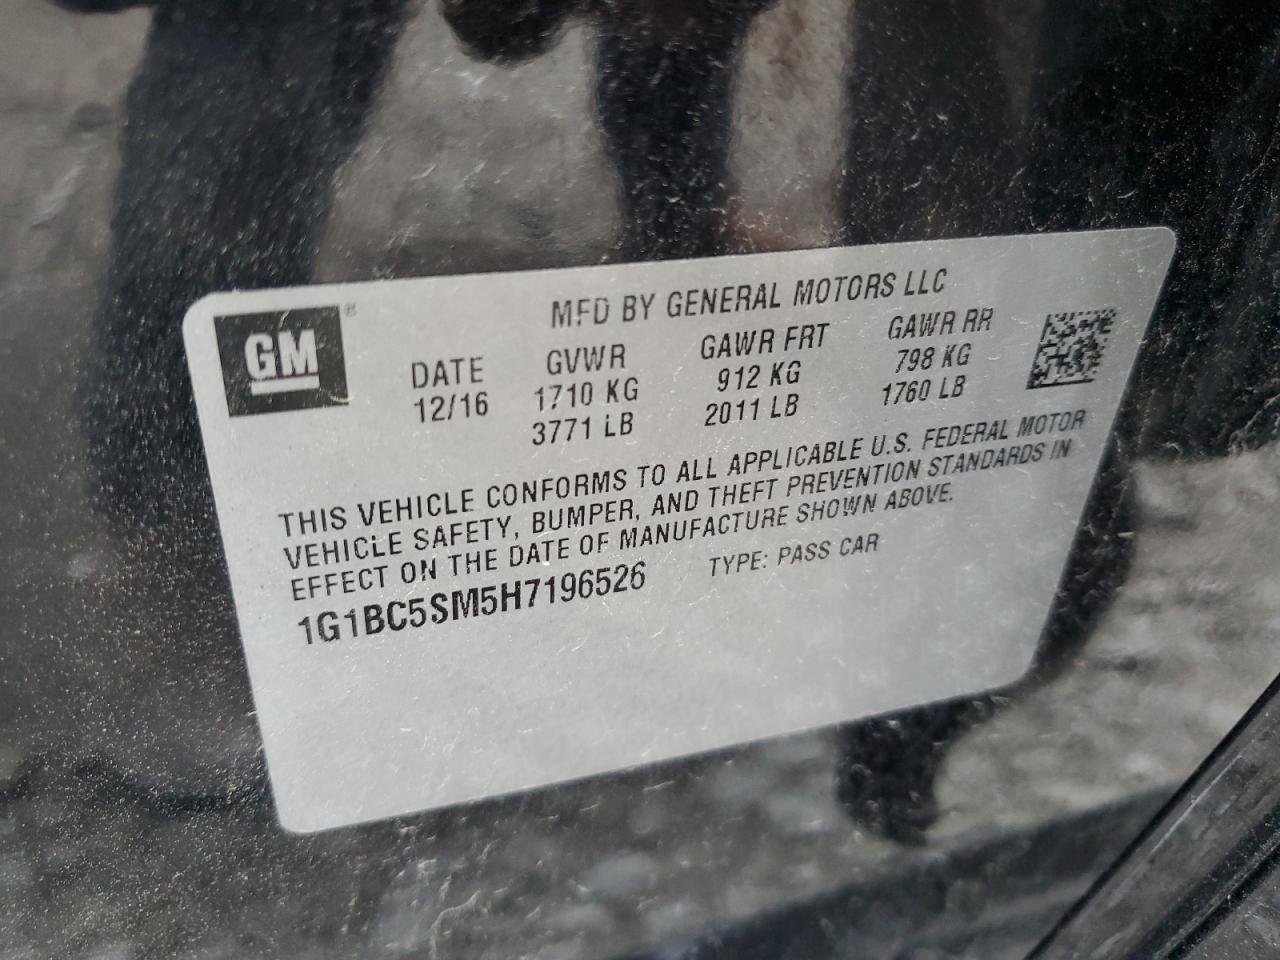 MFD BY GENERAL MOTORS LLC
GM ®
DATE GVWR GAWR FRT GAWR RR
12/16 1710 KG 912 KG 798 KG
3771 LB 2011 LB 1760 LB
THIS VEHICLE CONFORMS TO ALL APPLICABLE U.S. FEDERAL MOTOR
VEHICLE SAFETY, BUMPER, AND THEFT PREVENTION STANDARDS IN
EFFECT ON THE DATE OF MANUFACTURE SHOWN ABOVE.
1G1BC5SM5H7196526 TYPE: PASS CAR